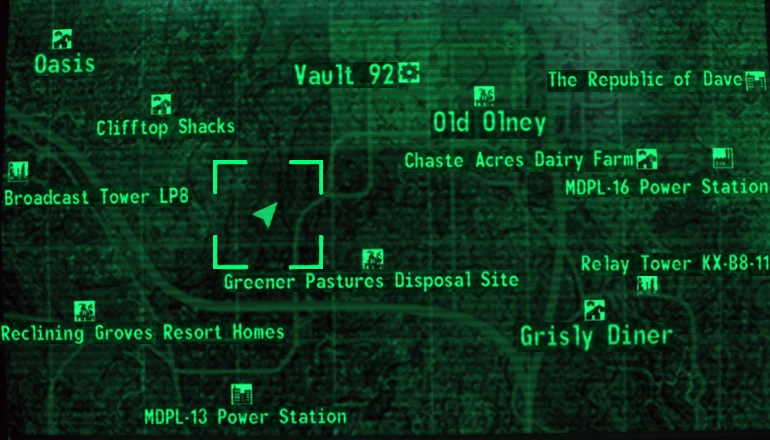 Oasis
Vault 92
The Republic of Dave
Clifftop Shacks
Old Olney
Chaste Acres Dairy Farm
MDPL-16 Power Station
Broadcast Tower LP8
Relay Tower KX-B8-11
Greener Pastures Disposal Site
Reclining Groves Resort Homes
Grisly Diner
MDPL-13 Power Station